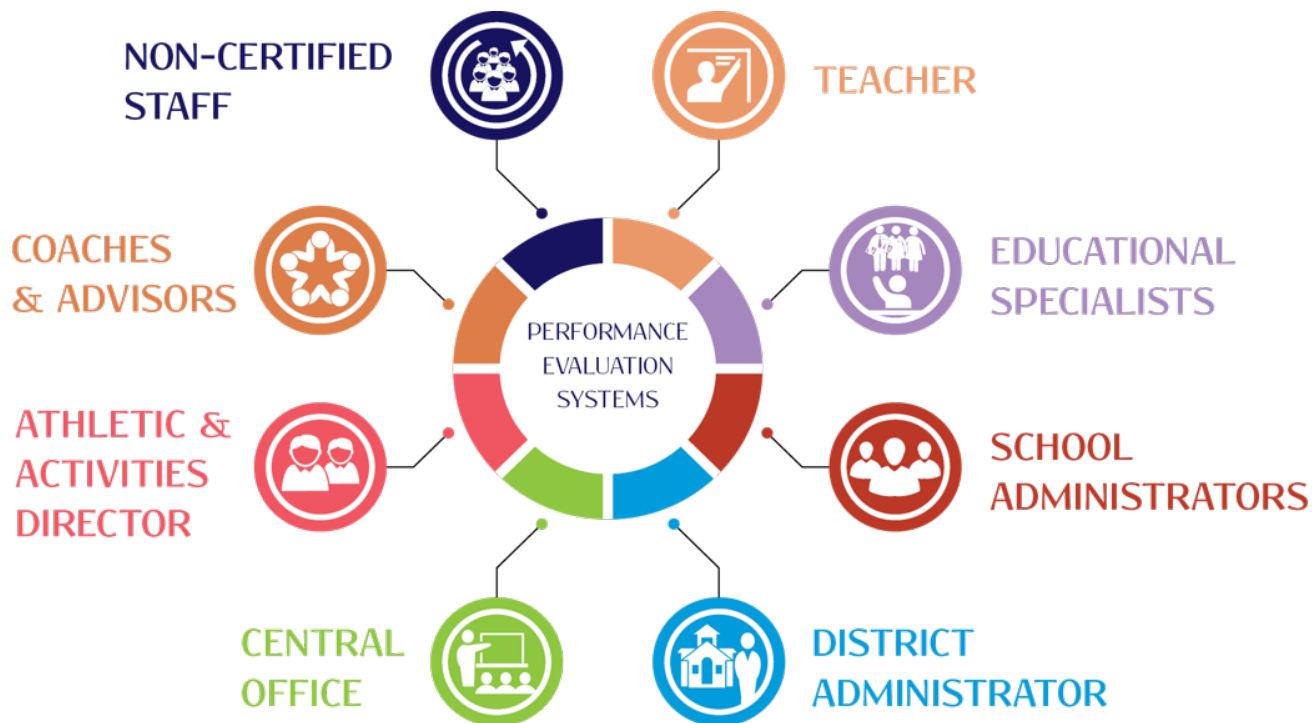 NON-CERTIFIED
STAFF
TEACHER
COACHES
& ADVISORS
EDUCATIONAL
SPECIALISTS
PERFORMANCE
EVALUATION
SYSTEMS
ATHLETIC &
ACTIVITIES
DIRECTOR
SCHOOL
ADMINISTRATORS
CENTRAL
OFFICE
DISTRICT
ADMINISTRATOR